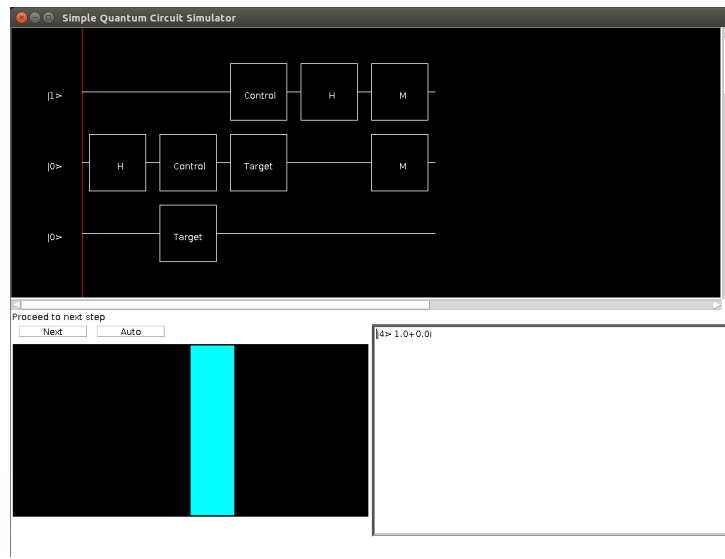 Simple Quantum Circuit Simulator
|1> Control H M
|0> H Control Target M
|0> Target
Proceed to next step
Next Auto
|4> 1.0+0.0i